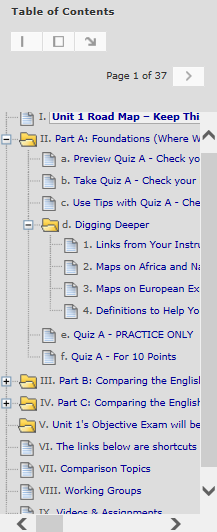 Table of Contents
Page 1 of 37
I. Unit 1 Road Map – Keep Thi
II. Part A: Foundations (Where W
a. Preview Quiz A - Check yo
b. Take Quiz A - Check your
c. Use Tips with Quiz A - Che
d. Digging Deeper
1. Links from Your Instru
2. Maps on Africa and Na
3. Maps on European Ex
4. Definitions to Help Yo
e. Quiz A - PRACTICE ONLY
f. Quiz A - For 10 Points
III. Part B: Comparing the English
IV. Part C: Comparing the English
V. Unit 1's Objective Exam will be
VI. The links below are shortcuts
VII. Comparison Topics
VIII. Working Groups
IX. Videos & Assignments